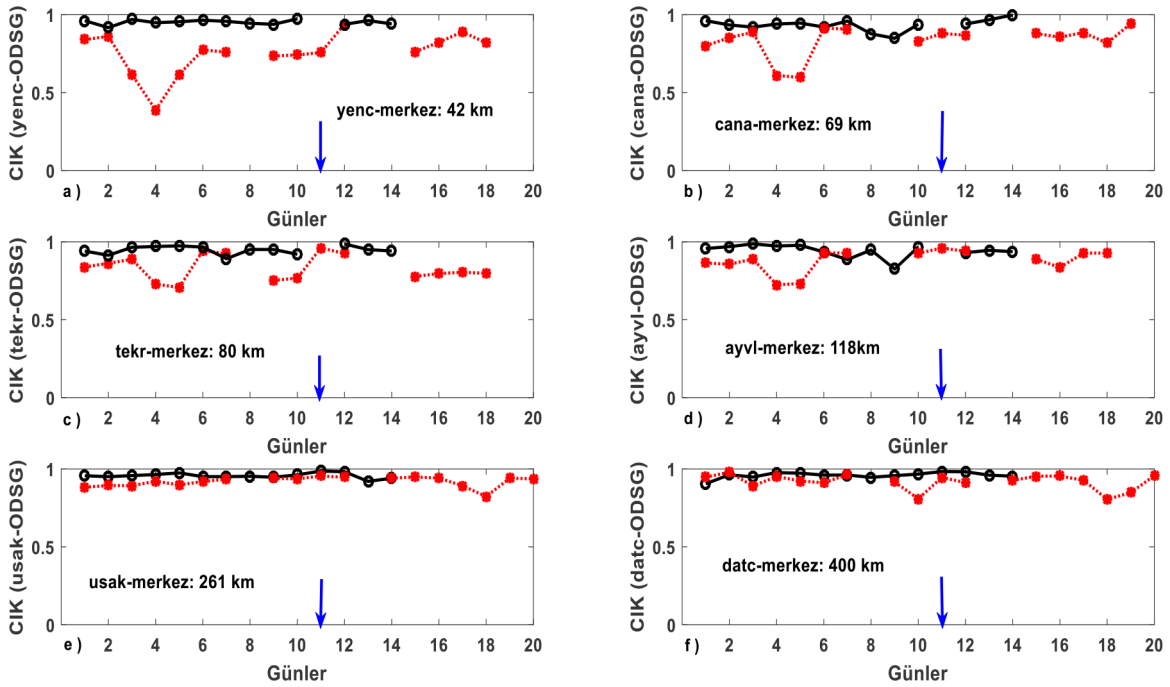 1
0.5
0
CIK (yenc-ODSG)
yenc-merkez: 42 km
a )
2 4 6 8 10 12 14 16 18 20
Günler
1
0.5
0
CIK (cana-ODSG)
cana-merkez: 69 km
b )
2 4 6 8 10 12 14 16 18 20
Günler
1
0.5
0
CIK (tekr-ODSG)
tekr-merkez: 80 km
c )
2 4 6 8 10 12 14 16 18 20
Günler
1
0.5
0
CIK (ayvl-ODSG)
ayvl-merkez: 118km
d )
2 4 6 8 10 12 14 16 18 20
Günler
1
0.5
0
CIK (usak-ODSG)
usak-merkez: 261 km
e )
2 4 6 8 10 12 14 16 18 20
Günler
1
0.5
0
CIK (datc-ODSG)
datc-merkez: 400 km
f )
2 4 6 8 10 12 14 16 18 20
Günler